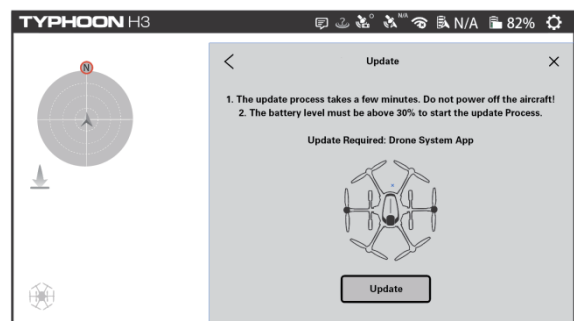 TYPHOON H3
N/A N/A 82%
N
Update
1. The update process takes a few minutes. Do not power off the aircraft!
2. The battery level must be above 30% to start the update Process.
Update Required: Drone System App
Update